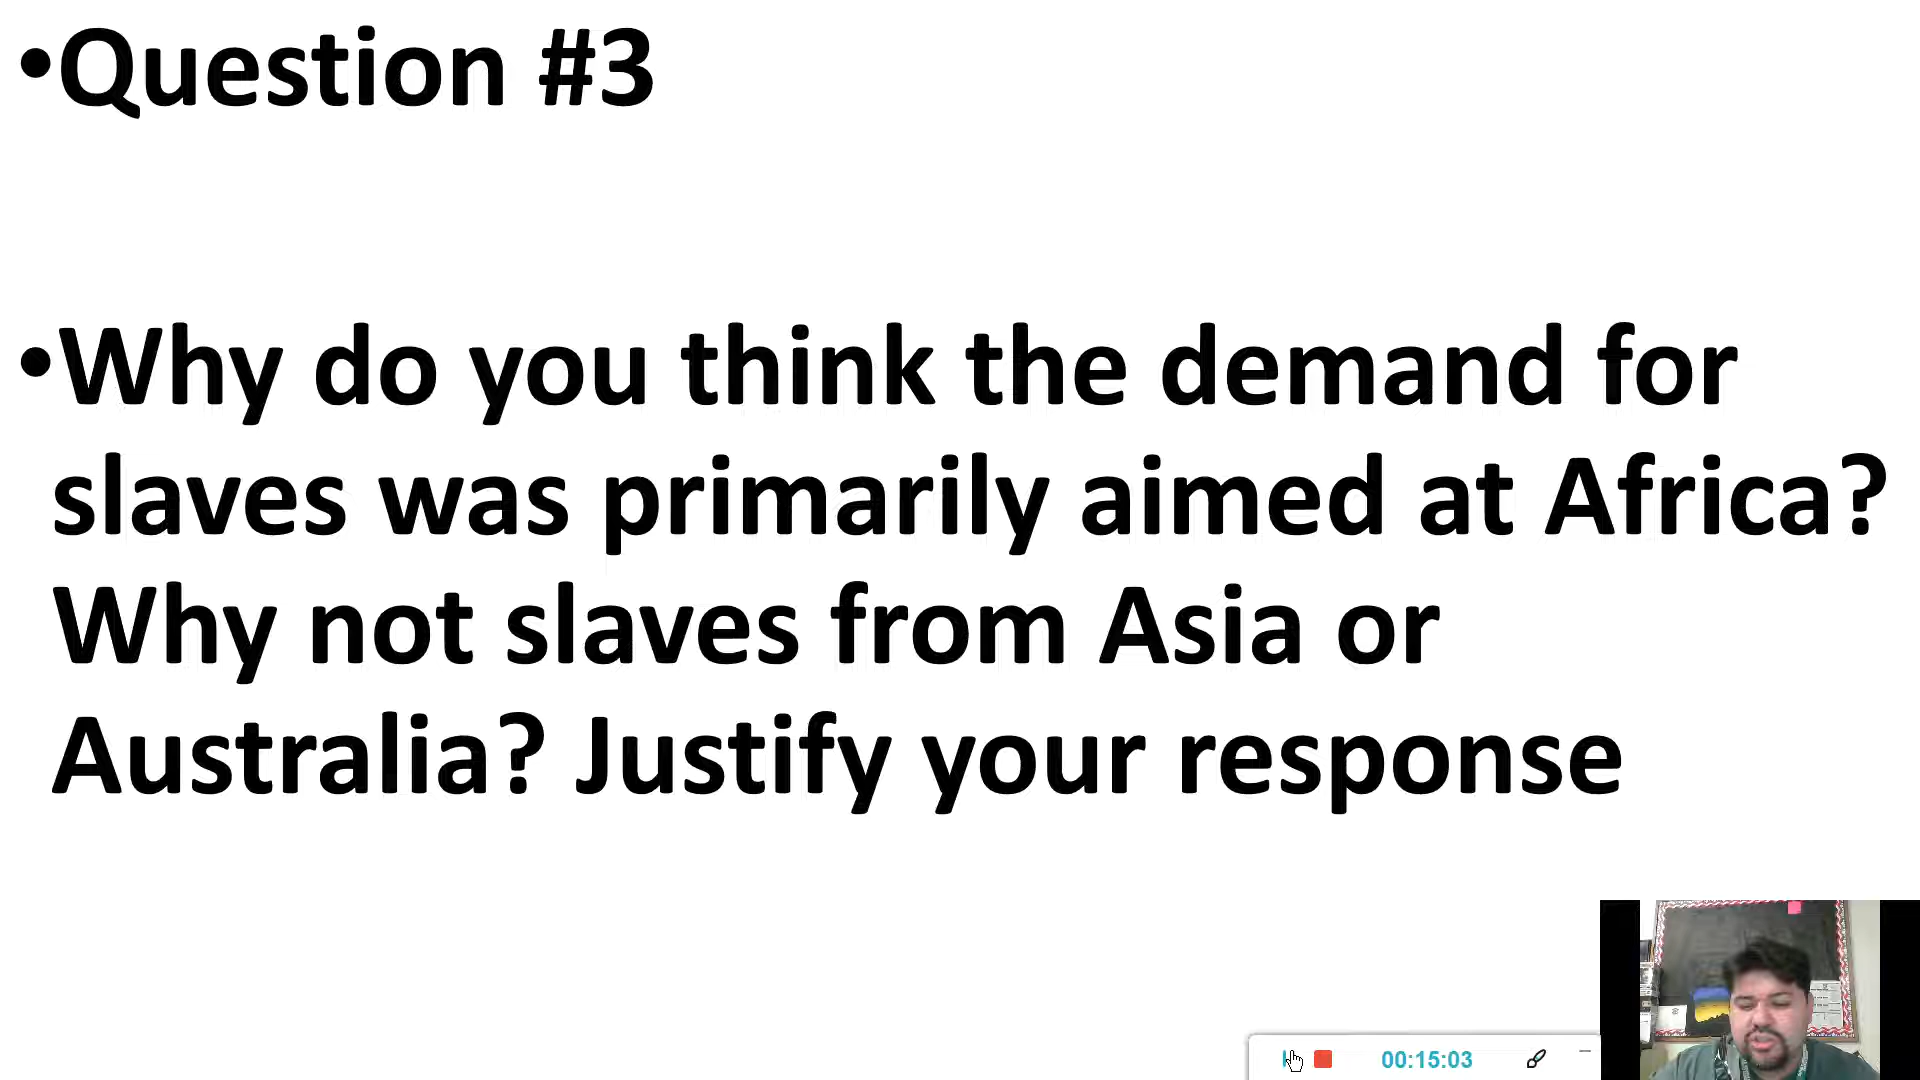 •Question #3
•Why do you think the demand for
slaves was primarily aimed at Africa?
Why not slaves from Asia or
Australia? Justify your response
00:15:03